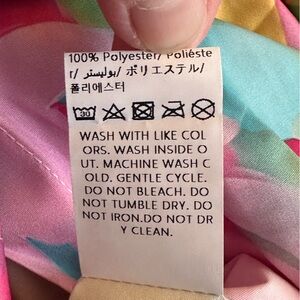 100% Polyester/ Poliéste
r/ بوليستر/ ポリエステル/
폴리에스터
30
WASH WITH LIKE COL
ORS. WASH INSIDE O
UT. MACHINE WASH C
OLD. GENTLE CYCLE.
DO NOT BLEACH. DO
NOT TUMBLE DRY. DO
NOT IRON.DO NOT DR
Y CLEAN.